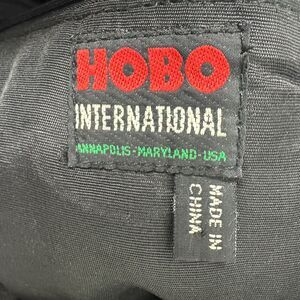 HOBO
INTERNATIONAL
ANNAPOLIS-MARYLAND-USA
MADE IN
CHINA